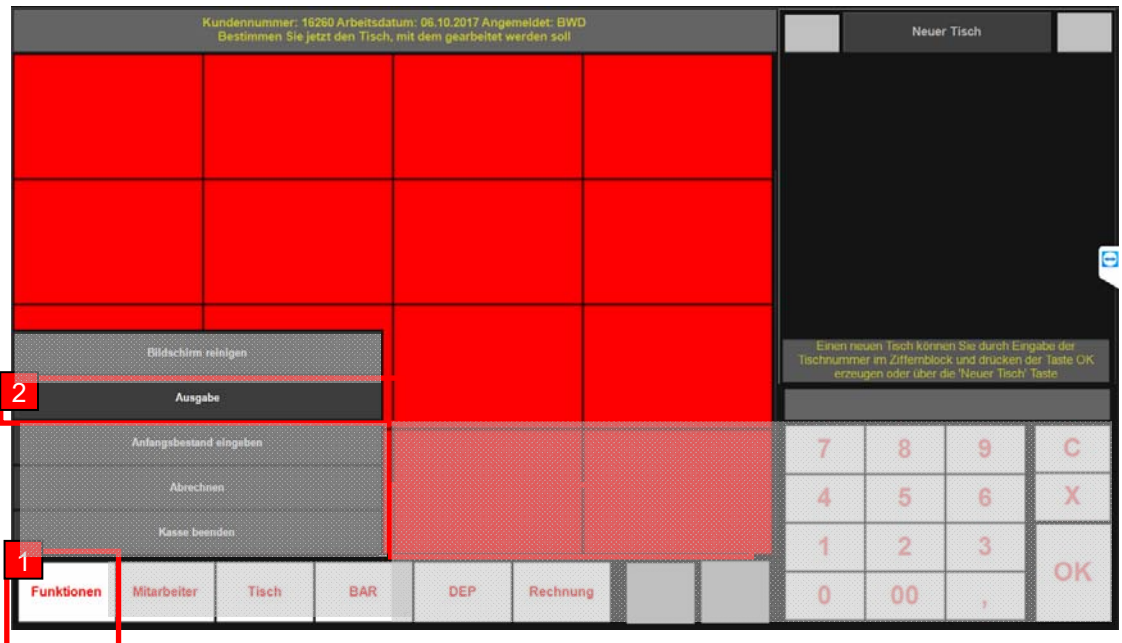 Kundennummer: 16260 Arbeitsdatum: 06.10.2017 Angemeldet: BWD
Bestimmen Sie jetzt den Tisch, mit dem gearbeitet werden soll
Neuer Tisch
Bildschirm reinigen
2
Ausgabe
Anfangsbestand eingeben
Abrechnen
Kasse beenden
1
Funktionen
Mitarbeiter
Tisch
BAR
DEP
Rechnung
Einen neuen Tisch können Sie durch Eingabe der
Tischnummer im Ziffernblock und drücken der Taste OK
erzeugen oder über die 'Neuer Tisch' Taste
7 8 9 C
4 5 6 X
1 2 3
OK
0 00 ,